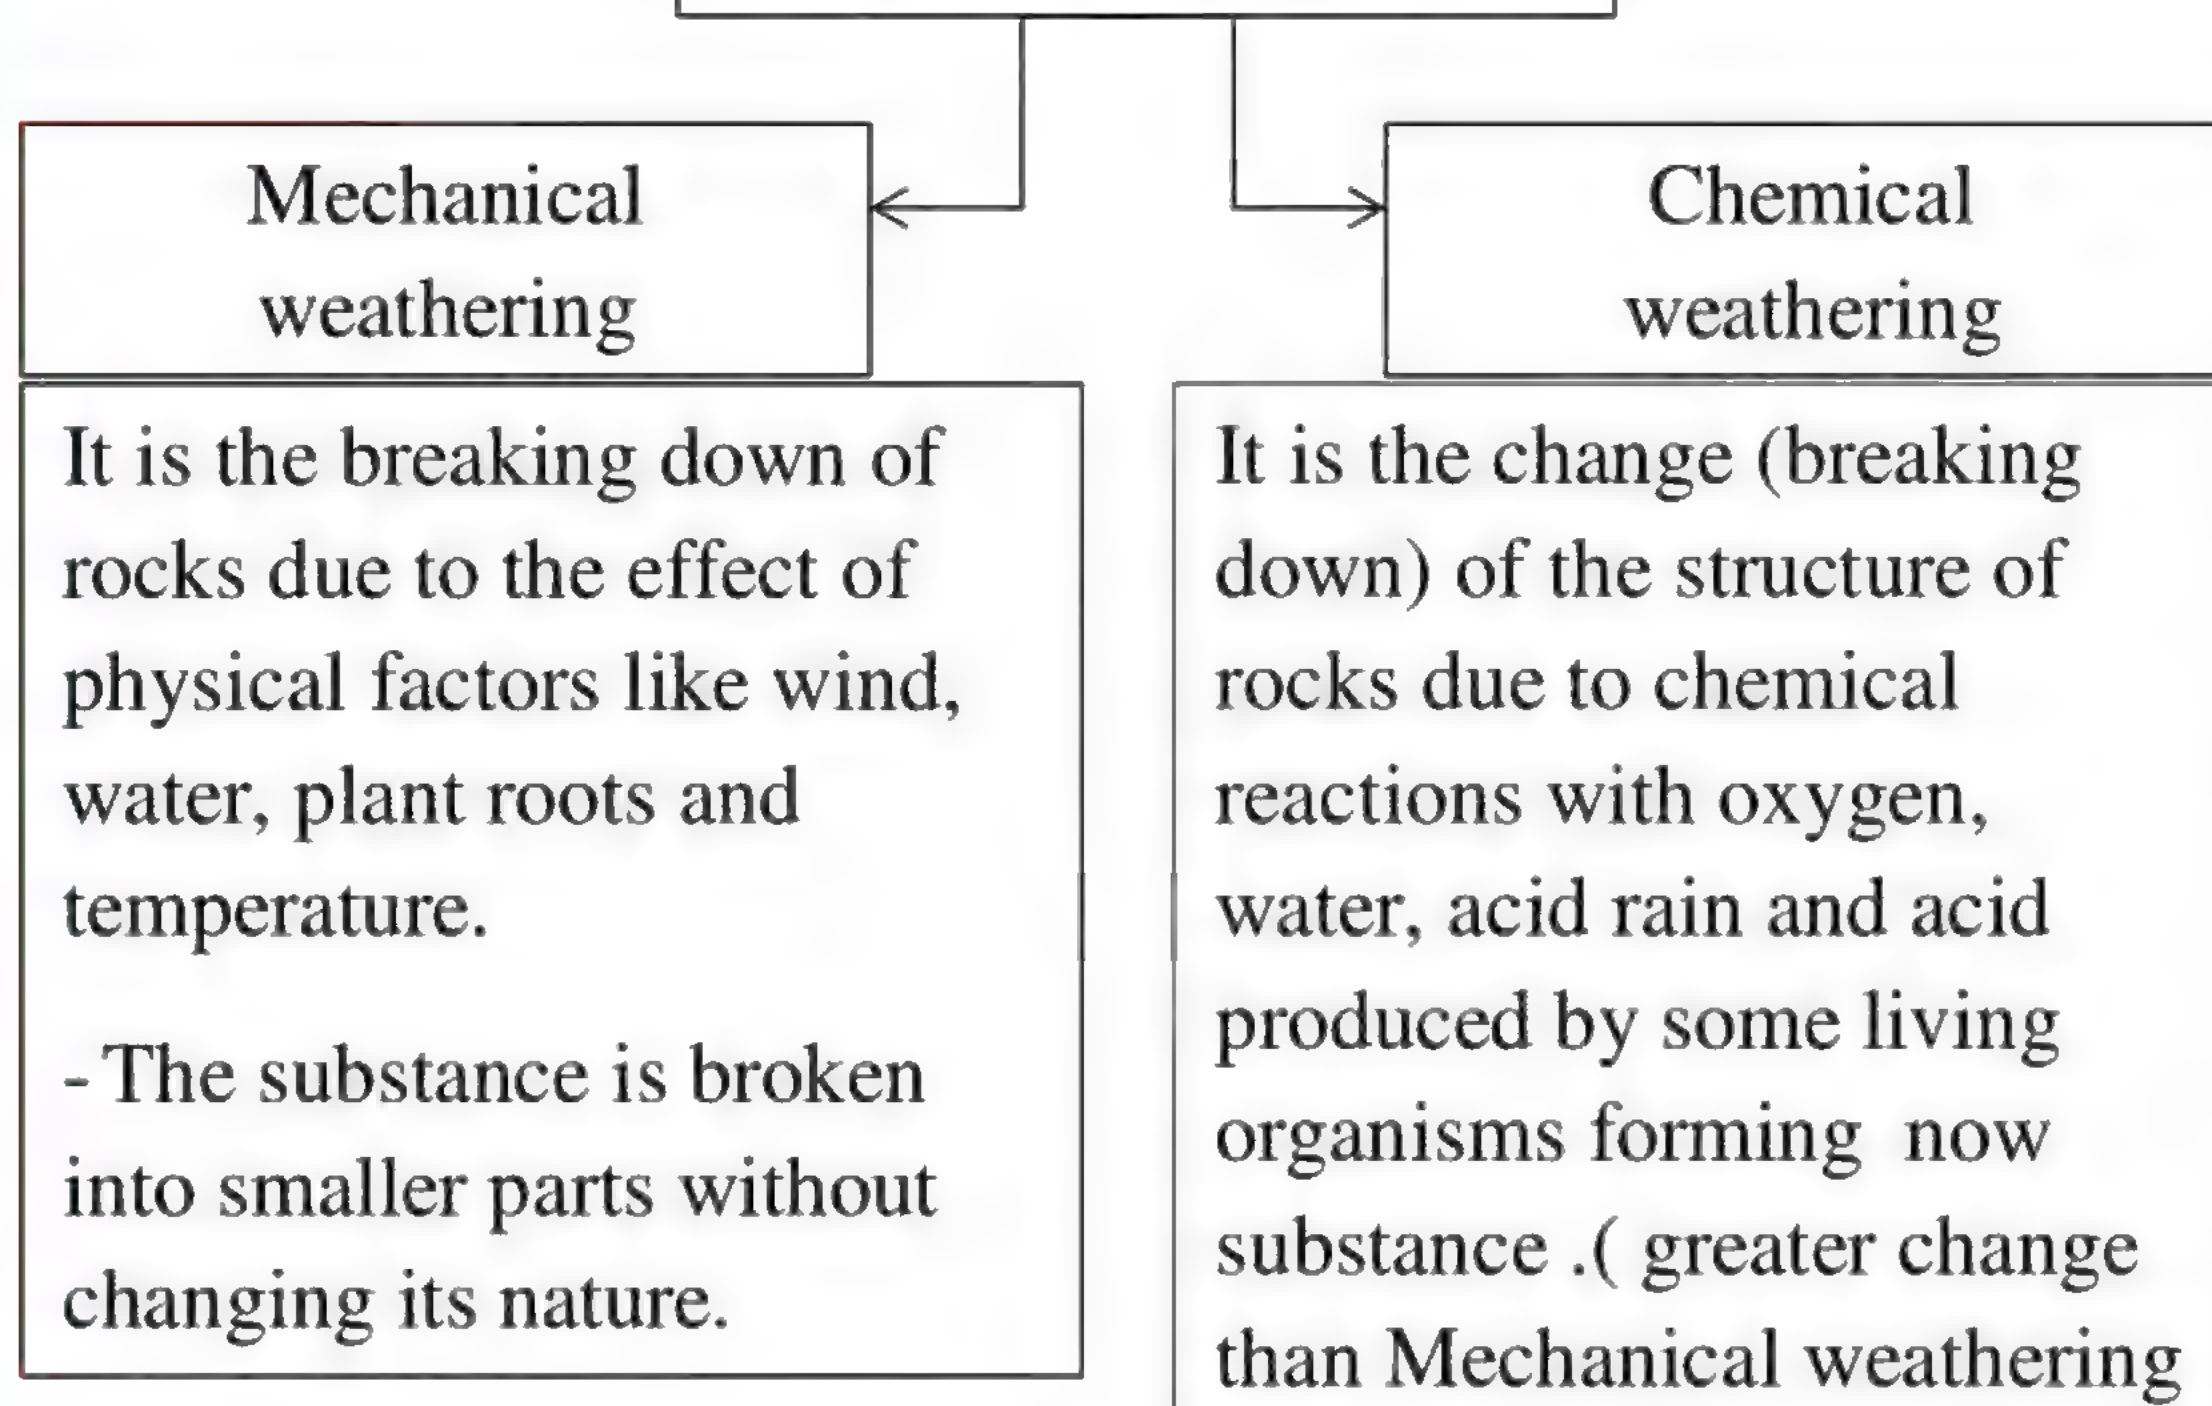 Mechanical
weathering
Chemical
weathering
It is the breaking down of
rocks due to the effect of
physical factors like wind,
water, plant roots and
temperature.
- The substance is broken
into smaller parts without
changing its nature.
It is the change (breaking
down) of the structure of
rocks due to chemical
reactions with oxygen,
water, acid rain and acid
produced by some living
organisms forming now
substance .( greater change
than Mechanical weathering